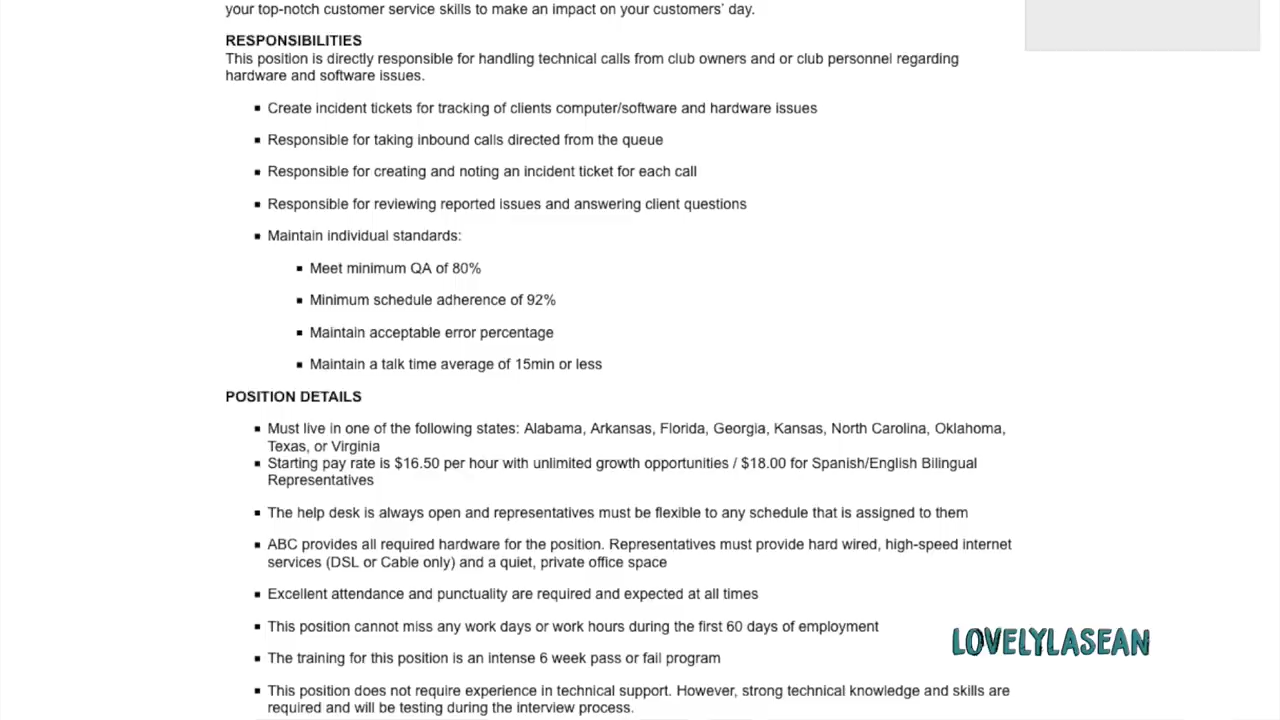 your top-notch customer service skills to make an impact on your customers' day.
RESPONSIBILITIES
This position is directly responsible for handling technical calls from club owners and or club personnel regarding
hardware and software issues.
▪ Create incident tickets for tracking of clients computer/software and hardware issues
▪ Responsible for taking inbound calls directed from the queue
▪ Responsible for creating and noting an incident ticket for each call
▪ Responsible for reviewing reported issues and answering client questions
▪ Maintain individual standards:
▪ Meet minimum QA of 80%
▪ Minimum schedule adherence of 92%
▪ Maintain acceptable error percentage
▪ Maintain a talk time average of 15min or less
POSITION DETAILS
▪ Must live in one of the following states: Alabama, Arkansas, Florida, Georgia, Kansas, North Carolina, Oklahoma,
Texas, or Virginia
▪ Starting pay rate is $16.50 per hour with unlimited growth opportunities / $18.00 for Spanish/English Bilingual
Representatives
▪ The help desk is always open and representatives must be flexible to any schedule that is assigned to them
▪ ABC provides all required hardware for the position. Representatives must provide hard wired, high-speed internet
services (DSL or Cable only) and a quiet, private office space
▪ Excellent attendance and punctuality are required and expected at all times
▪ This position cannot miss any work days or work hours during the first 60 days of employment
▪ The training for this position is an intense 6 week pass or fail program
▪ This position does not require experience in technical support. However, strong technical knowledge and skills are
required and will be testing during the interview process.
LOVELYLASEAN